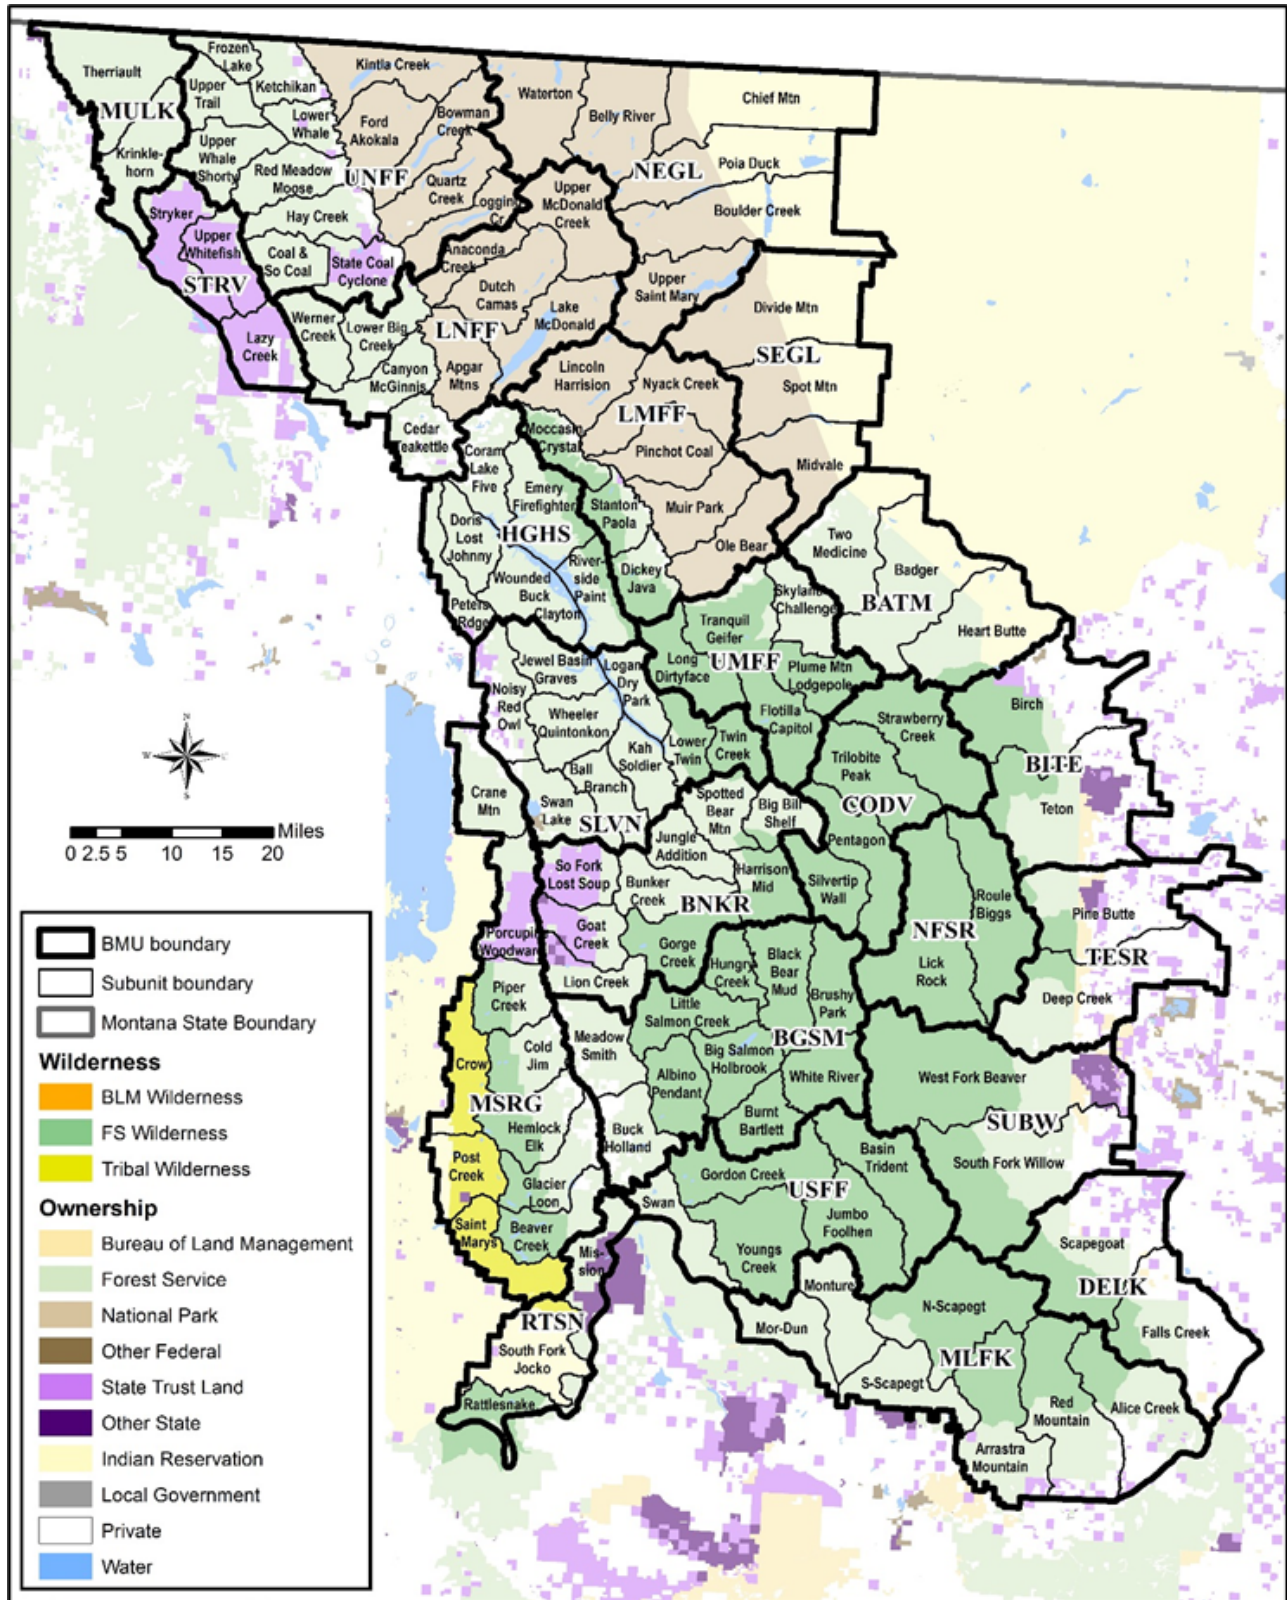 Therriault
MULK
Krinkle-
horn
Frozen
Lake
Upper
Trail
Ketchikan
Lower
Whale
Upper
Whale
Shorty
Red Meadow
Moose
Hay Creek
Coal &
So Coal
State Coal
Cyclone
Kintla Creek
Ford
Akokala
Bowman
Creek
UNFF
Quartz
Creek
Logging
Cr
Waterton
Belly River
Chief Mtn
NEGL
Poia Duck
Boulder Creek
Upper
Saint Mary
Stryker
Upper
Whitefish
STRV
Lazy
Creek
Upper
McDonald
Creek
Anaconda
Creek
Dutch
Camas
Lake
McDonald
LNFF
Werner
Creek
Lower Big
Creek
Canyon
McGinnis
Apgar
Mtns
Cedar
Teakettle
Divide Mtn
SEGL
Spot Mtn
Midvale
Lincoln
Harrision
Nyack Creek
LMFF
Pinchot Coal
Moccasin
Crystal
Stanton
Paola
Muir Park
Ole Bear
Dickey
Java
Coram
Lake
Five
Emery
Firefighter
Doris
Lost
Johnny
HGHS
River-
side
Paint
Wounded
Buck
Clayton
Peters
Rdge
Two
Medicine
Badger
BATM
Heart Butte
Skyland
Challenge
Tranquil
Geifer
UMFF
Long
Dirtyface
Plume Mtn
Lodgepole
Flotilla
Capitol
Lower
Twin
Twin
Creek
Jewel Basin
Graves
Logan
Dry
Park
Noisy
Red
Owl
Wheeler
Quintonkon
Kah
Soldier
Ball
Branch
Swan
Lake
SLVN
Crane
Mtn
Strawberry
Creek
Trilobite
Peak
CODV
Pentagon
Silvertip
Wall
Birch
BITE
Teton
Spotted
Bear
Mtn
Big Bill
Shelf
Jungle
Addition
Harrison
Mid
Bunker
Creek
BNKR
Gorge
Creek
So Fork
Lost Soup
Goat
Creek
Lion Creek
Porcupine
Woodward
Roule
Biggs
NFSR
Lick
Rock
Pine Butte
TESR
Deep Creek
Piper
Creek
Cold
Jim
Crow
MSRG
Hemlock
Elk
Post
Creek
Glacier
Loon
Saint
Marys
Beaver
Creek
Meadow
Smith
Buck
Holland
Hungry
Creek
Black
Bear
Mud
Brushy
Park
Little
Salmon Creek
BGSM
Big Salmon
Holbrook
Albino
Pendant
White River
Burnt
Bartlett
West Fork Beaver
SUBW
South Fork Willow
Gordon Creek
Basin
Trident
USFF
Jumbo
Foolhen
Youngs
Creek
Swan
Mis-
sion
RTSN
South Fork
Jocko
Rattlesnake
Scapegoat
DELK
Falls Creek
Monture
Mor-Dun
N-Scapegt
MLFK
S-Scapegt
Red
Mountain
Alice Creek
Arrastra
Mountain
N
W
S
Miles
0 2.5 5 10 15 20
BMU boundary
Subunit boundary
Montana State Boundary
Wilderness
BLM Wilderness
FS Wilderness
Tribal Wilderness
Ownership
Bureau of Land Management
Forest Service
National Park
Other Federal
State Trust Land
Other State
Indian Reservation
Local Government
Private
Water